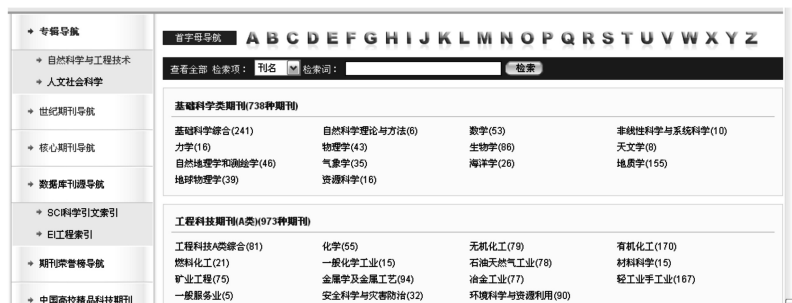 专辑导航
自然科学与工程技术
人文社会科学
世纪期刊导航
核心期刊导航
数据库刊源导航
SCI科学引文索引
EI工程索引
期刊荣誉榜导航
中国高校精品科技期刊
首字母导航 A B C D E F G H I J K L M N O P Q R S T U V W X Y Z
查看全部 检索项： 刊名 检索词： 检索
基础科学类期刊(738种期刊)
基础科学综合(241) 自然科学理论与方法(6) 数学(53) 非线性科学与系统科学(10)
力学(16) 物理学(43) 生物学(86) 天文学(8)
自然地理学和测绘学(46) 气象学(35) 海洋学(26) 地质学(155)
地球物理学(39) 资源科学(16)
工程科技期刊(A类)(973种期刊)
工程科技A类综合(81) 化学(55) 无机化工(79) 有机化工(170)
燃料化工(21) 一般化学工业(15) 石油天然气工业(78) 材料科学(15)
矿业工程(75) 金属学及金属工艺(94) 冶金工业(77) 轻工业手工业(167)
一般服务业(5) 安全科学与灾害防治(32) 环境科学与资源利用(90)